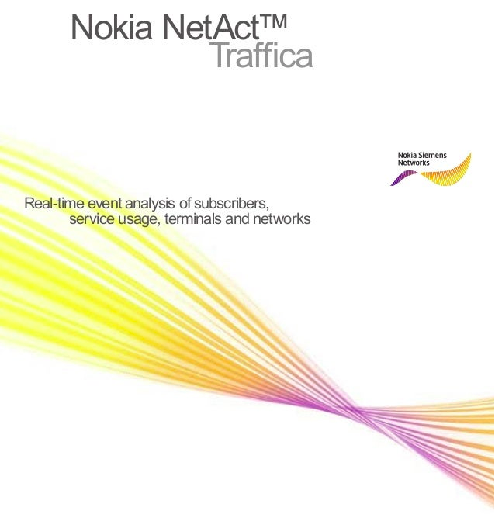 Nokia NetAct™
Traffica
Nokia Siemens
Networks
Real-time event analysis of subscribers,
service usage, terminals and networks